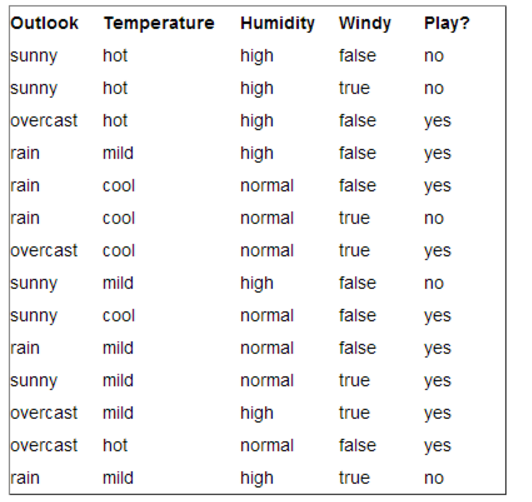 Outlook Temperature Humidity Windy Play?
sunny hot high false no
sunny hot high true no
overcast hot high false yes
rain mild high false yes
rain cool normal false yes
rain cool normal true no
overcast cool normal true yes
sunny mild high false no
sunny cool normal false yes
rain mild normal false yes
sunny mild normal true yes
overcast mild high true yes
overcast hot normal false yes
rain mild high true no